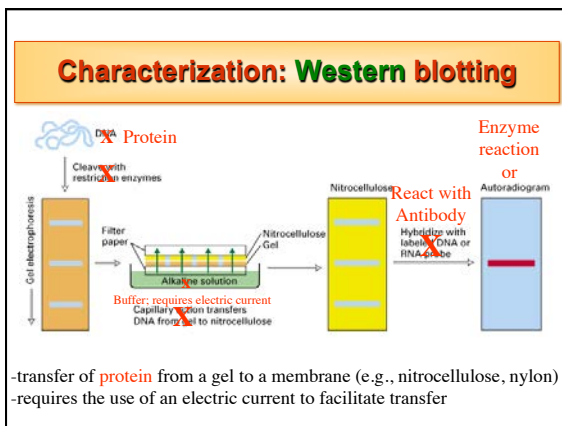 Characterization: Western blotting
DNA
X Protein
Cleave with
restriction enzymes
X
Gel electrophoresis
Filter
paper
Nitrocellulose
Gel
Alkaline solution
x
Buffer; requires electric current
Capillary action transfers
DNA from gel to nitrocellulose
X
Nitrocellulose
React with
Antibody
Hybridize with
labeled DNA or
RNA probe
X
Enzyme
reaction
or
Autoradiogram
-transfer of protein from a gel to a membrane (e.g., nitrocellulose, nylon)
-requires the use of an electric current to facilitate transfer